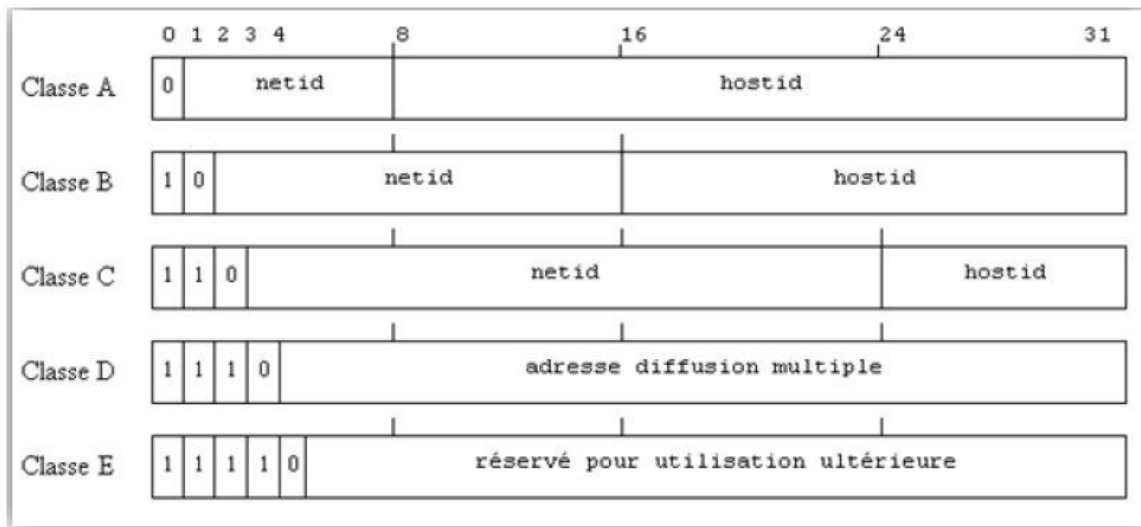 0 1 2 3 4 8 16 24 31
Classe A 0 netid hostid
Classe B 1 0 netid hostid
Classe C 1 1 0 netid hostid
Classe D 1 1 1 0 adresse diffusion multiple
Classe E 1 1 1 1 0 réservé pour utilisation ultérieure